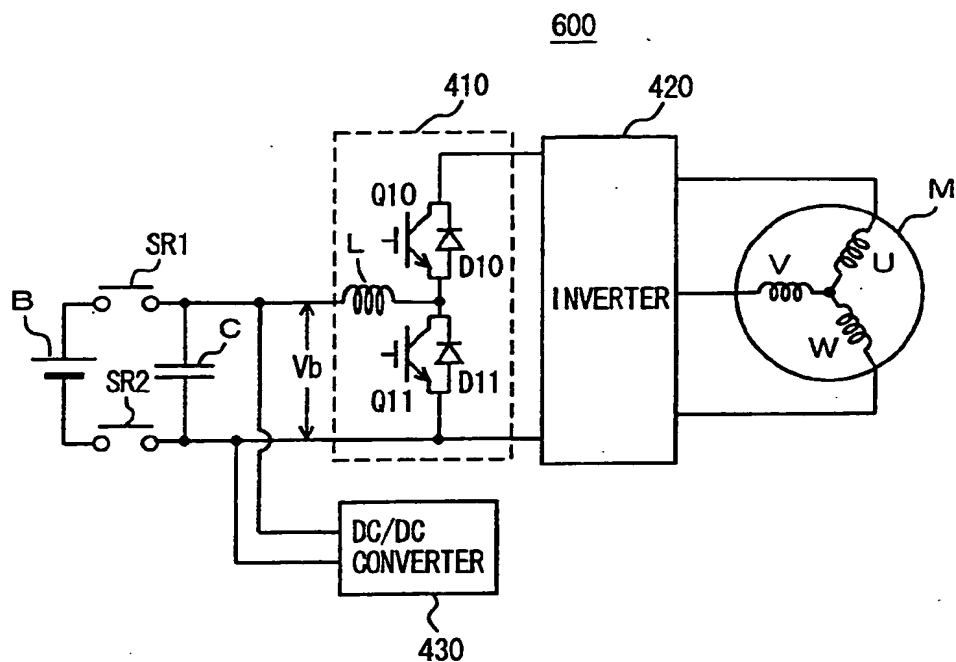 600
410
420
Q10
D10
L
SR1
B
C
Vb
SR2
Q11
D11
INVERTER
M
V
U
W
DC/DC
CONVERTER
430